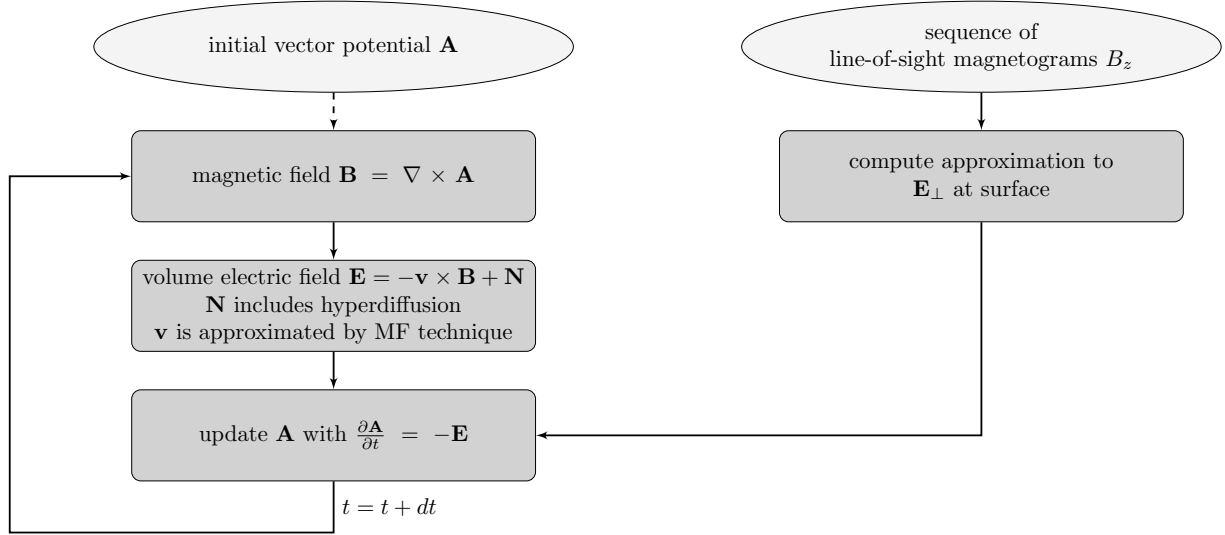 initial vector potential 𝐀
sequence of
line-of-sight magnetograms B_z
magnetic field 𝐁 = ∇ × 𝐀
compute approximation to
𝐄_⊥ at surface
volume electric field 𝐄 = −𝐯 × 𝐁 + 𝐍
𝐍 includes hyperdiffusion
𝐯 is approximated by MF technique
update 𝐀 with ∂𝐀/∂t = −𝐄
t = t + dt